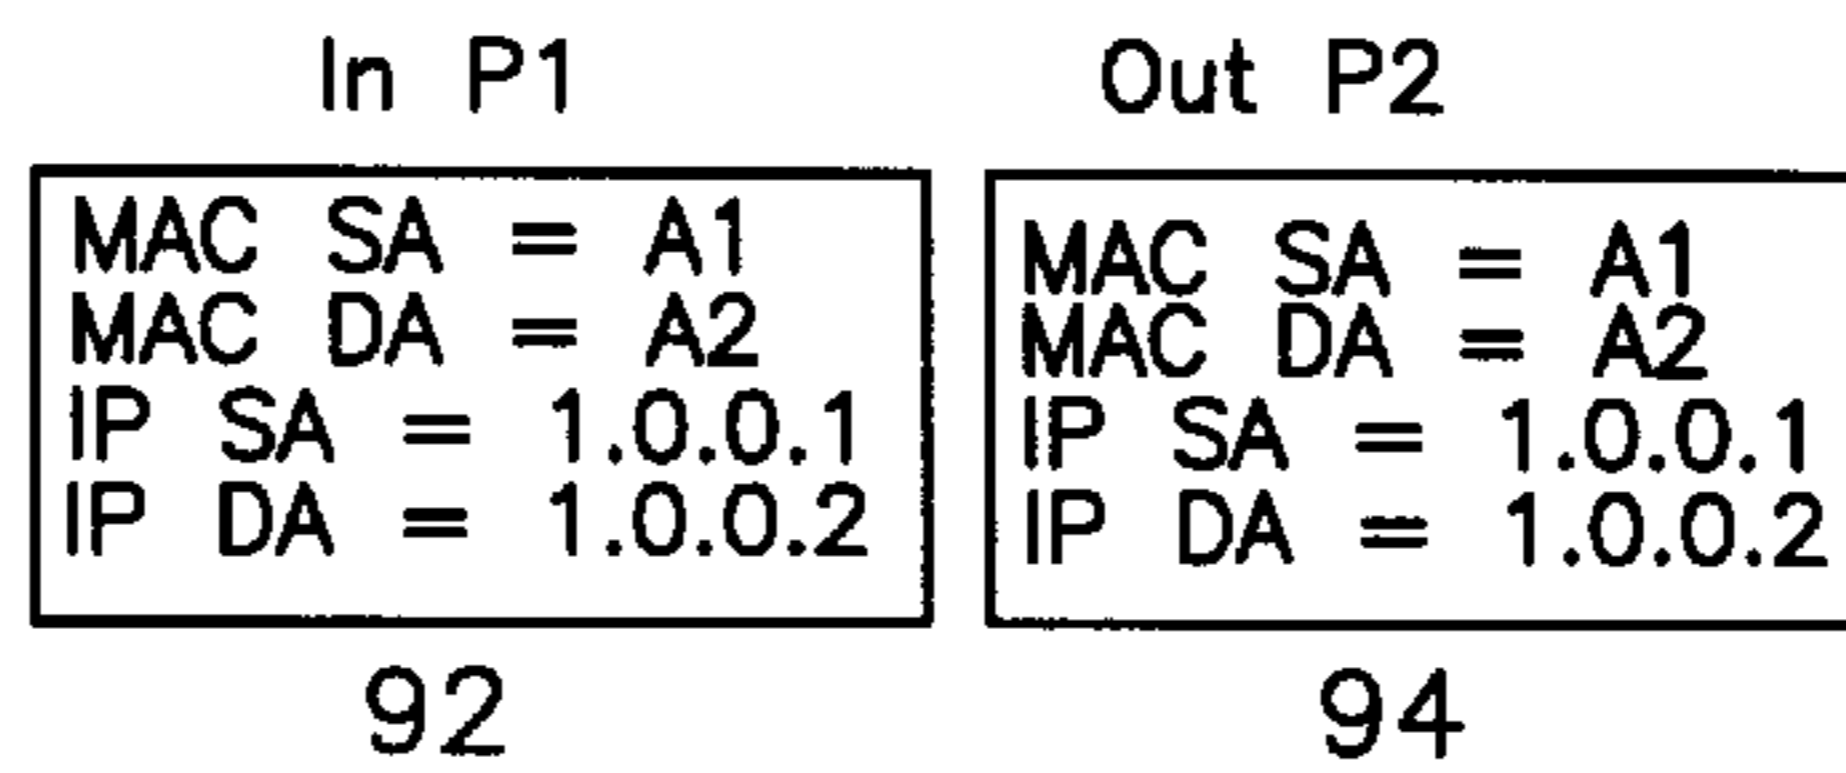 In P1
MAC SA = A1
MAC DA = A2
IP SA = 1.0.0.1
IP DA = 1.0.0.2
92
Out P2
MAC SA = A1
MAC DA = A2
IP SA = 1.0.0.1
IP DA = 1.0.0.2
94